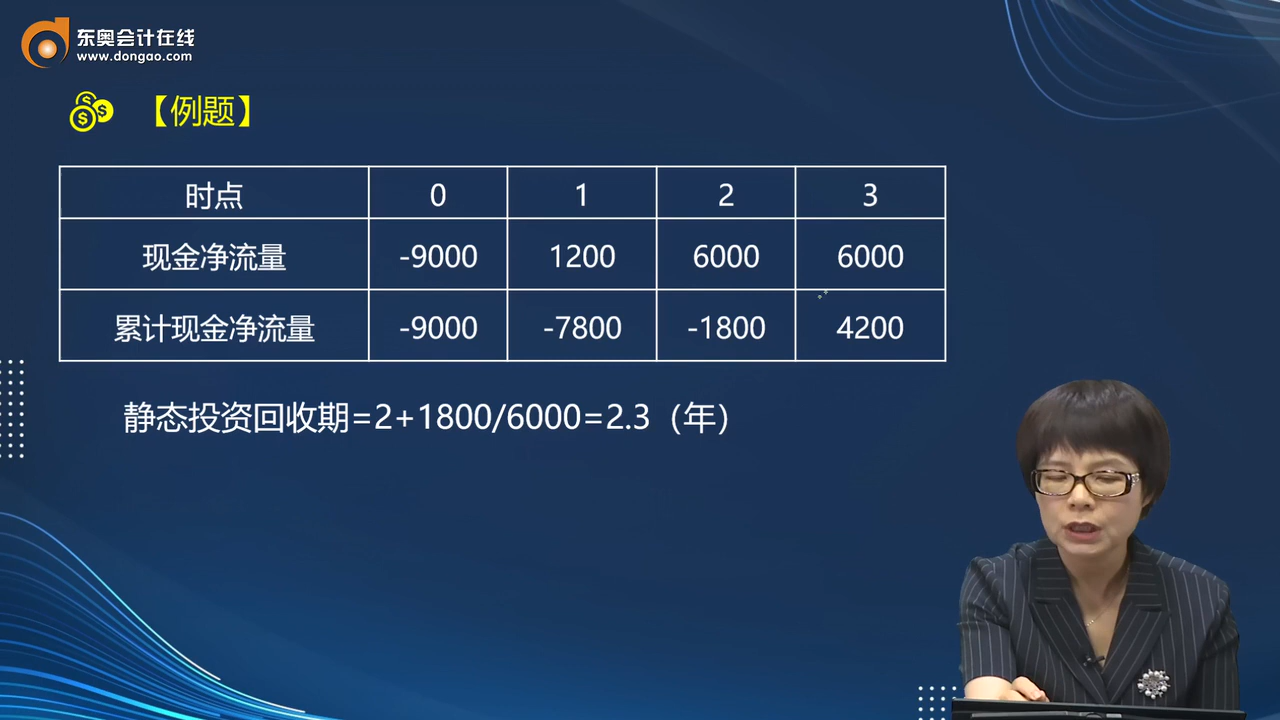 东奥会计在线
www.dongao.com
【例题】
时点 0 1 2 3
现金净流量 -9000 1200 6000 6000
累计现金净流量 -9000 -7800 -1800 4200
静态投资回收期=2+1800/6000=2.3（年）